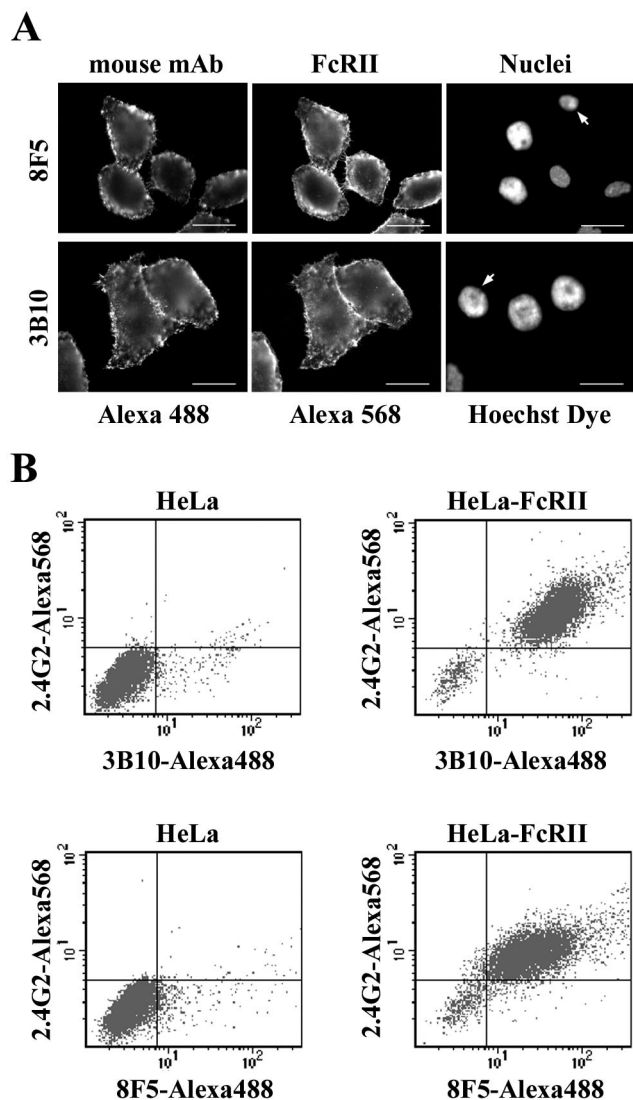 A
mouse mAb FcRII Nuclei
8F5
3B10
Alexa 488 Alexa 568 Hoechst Dye
B
HeLa HeLa-FcRII
2.4G2-Alexa568 10² 10¹ 2.4G2-Alexa568 10² 10¹
10¹ 10² 10¹ 10²
3B10-Alexa488 3B10-Alexa488
HeLa HeLa-FcRII
2.4G2-Alexa568 10² 10¹ 2.4G2-Alexa568 10² 10¹
10¹ 10² 10¹ 10²
8F5-Alexa488 8F5-Alexa488